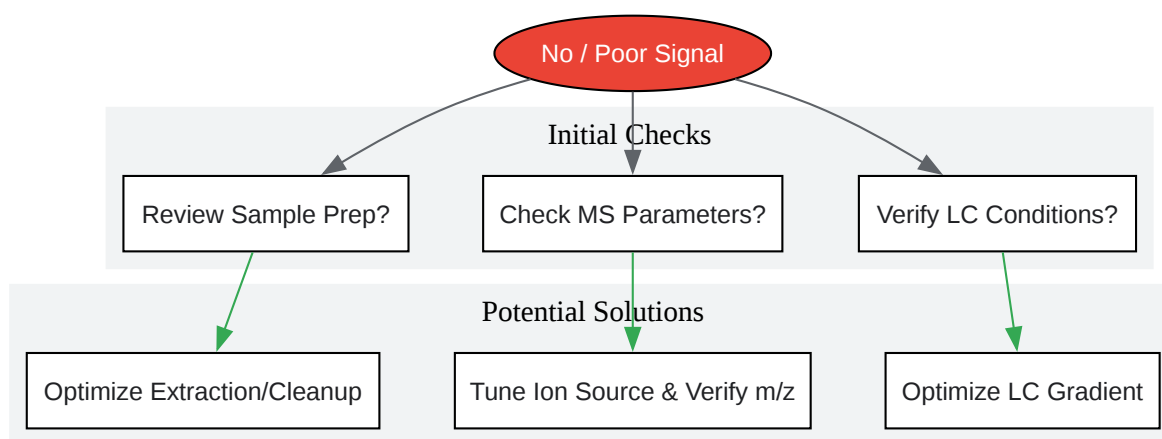 No / Poor Signal
Initial Checks
Review Sample Prep?
Check MS Parameters?
Verify LC Conditions?
Potential Solutions
Optimize Extraction/Cleanup
Tune Ion Source & Verify m/z
Optimize LC Gradient